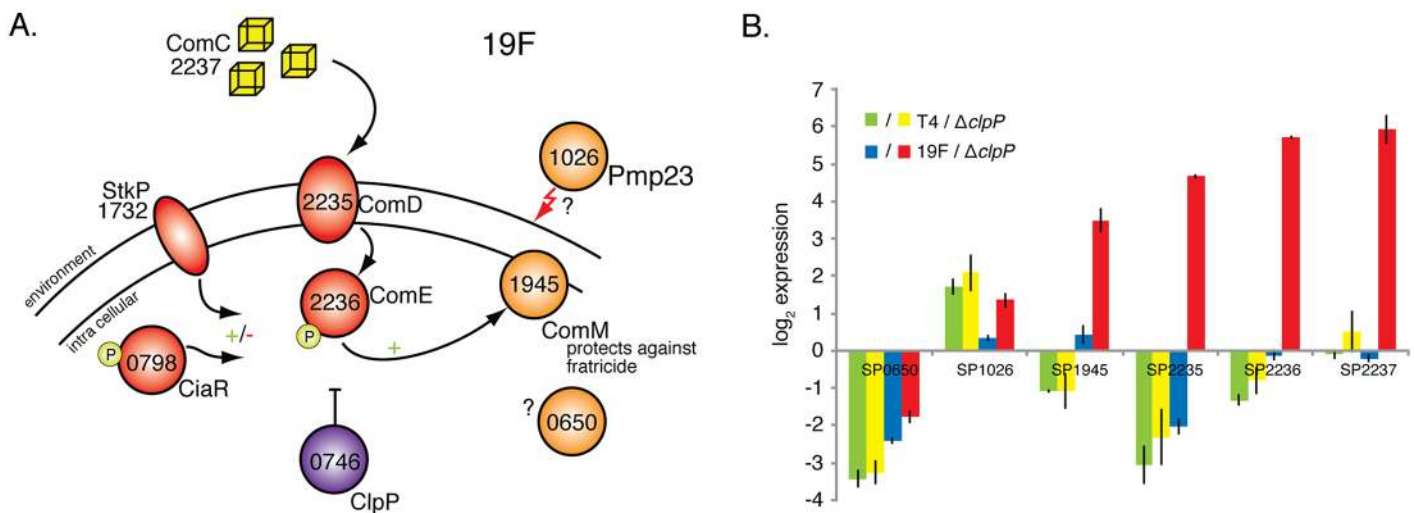 A.
19F
ComC
2237
1026
Pmp23
?
StkP
1732
2235
ComD
environment
intra cellular
2236
ComE
P
1945
ComM
protects against
fratricide
+
+/-
P
0798
CiaR
?
0650
0746
ClpP
B.
7
6
5
4
3
2
1
0
-1
-2
-3
-4
log2 expression
/ T4 / ΔclpP
/ 19F / ΔclpP
SP0650
SP1026
SP1945
SP2235
SP2236
SP2237